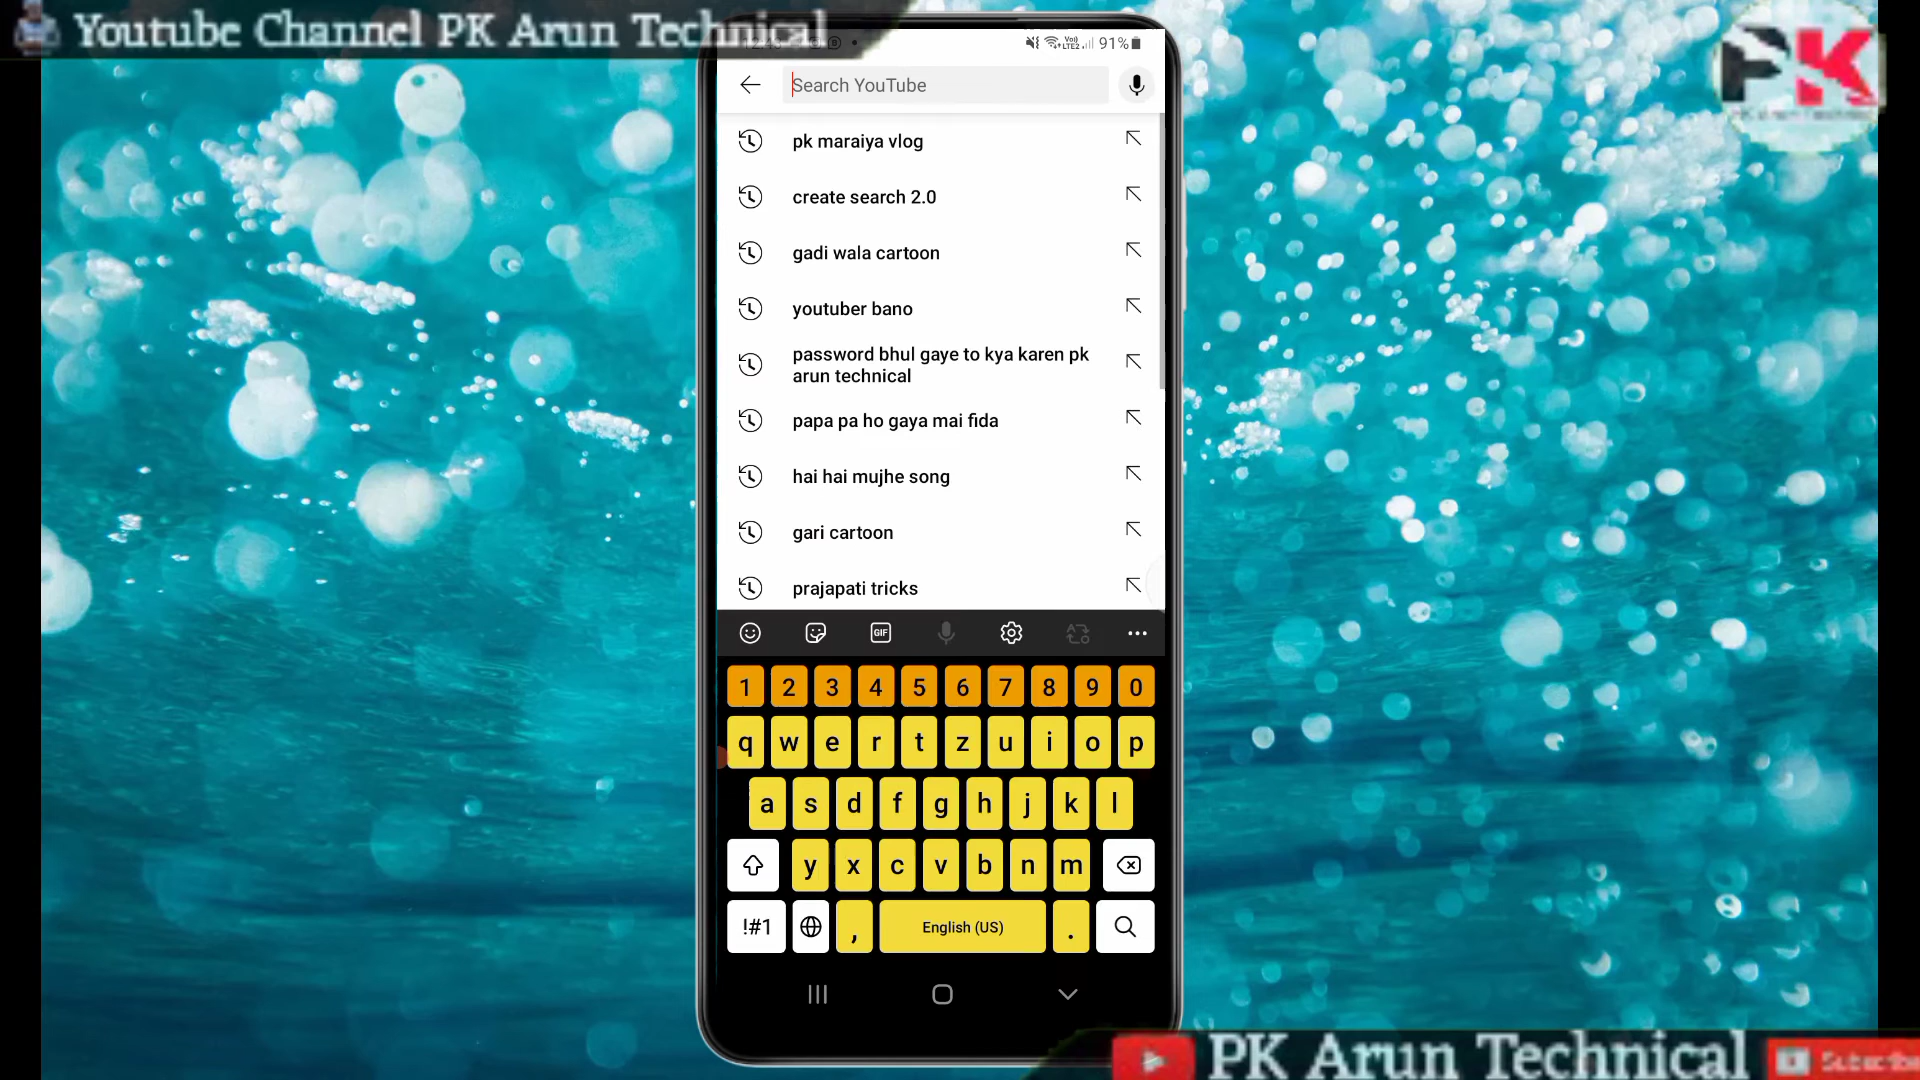 Youtube Channel PK Arun Technical
91%
PK
Search YouTube
pk maraiya vlog
create search 2.0
gadi wala cartoon
youtuber bano
password bhul gaye to kya karen pk
arun technical
papa pa ho gaya mai fida
hai hai mujhe song
gari cartoon
prajapati tricks
GIF
1 2 3 4 5 6 7 8 9 0
q w e r t z u i o p
a s d f g h j k l
y x c v b n m
!#1 , English (US) .
PK Arun Technical
Subscribe